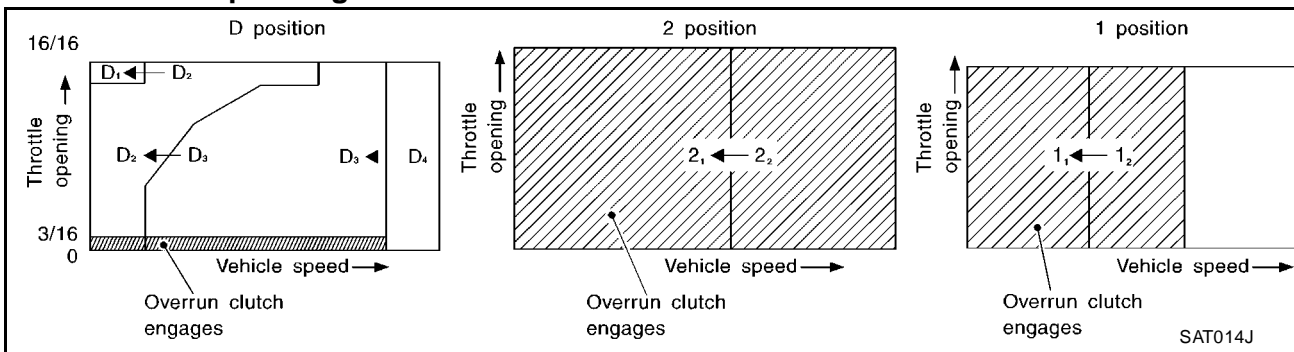 D position
16/16
Throttle opening
D₁ ← D₂
D₂ ← D₃
D₃ ◄ D₄
3/16
0
Vehicle speed
Overrun clutch
engages
2 position
Throttle opening
2₁ ← 2₂
Vehicle speed
Overrun clutch
engages
1 position
Throttle opening
1₁ ← 1₂
Vehicle speed
Overrun clutch
engages
SAT014J